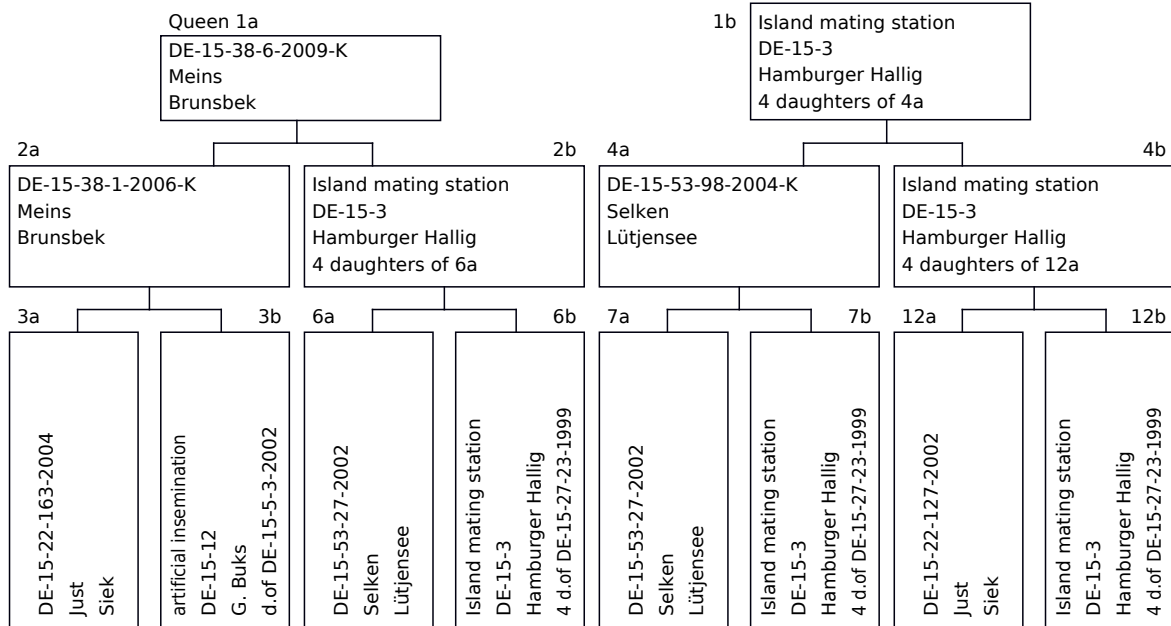 Queen 1a
DE-15-38-6-2009-K
Meins
Brunsbek
1b
Island mating station
DE-15-3
Hamburger Hallig
4 daughters of 4a
2a
DE-15-38-1-2006-K
Meins
Brunsbek
2b
Island mating station
DE-15-3
Hamburger Hallig
4 daughters of 6a
4a
DE-15-53-98-2004-K
Selken
Lütjensee
4b
Island mating station
DE-15-3
Hamburger Hallig
4 daughters of 12a
3a
DE-15-22-163-2004
Just
Siek
3b
artificial insemination
DE-15-12
G. Buks
d.of DE-15-5-3-2002
6a
DE-15-53-27-2002
Selken
Lütjensee
6b
Island mating station
DE-15-3
Hamburger Hallig
4 d.of DE-15-27-23-1999
7a
DE-15-53-27-2002
Selken
Lütjensee
7b
Island mating station
DE-15-3
Hamburger Hallig
4 d.of DE-15-27-23-1999
12a
DE-15-22-127-2002
Just
Siek
12b
Island mating station
DE-15-3
Hamburger Hallig
4 d.of DE-15-27-23-1999